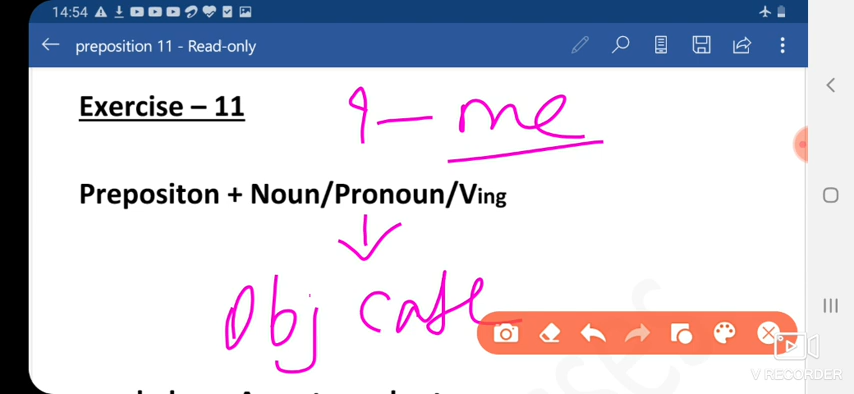 14:54
preposition 11 - Read-only
Exercise – 11
I — me
Prepositon + Noun/Pronoun/Ving
Obj case
V RECORDER